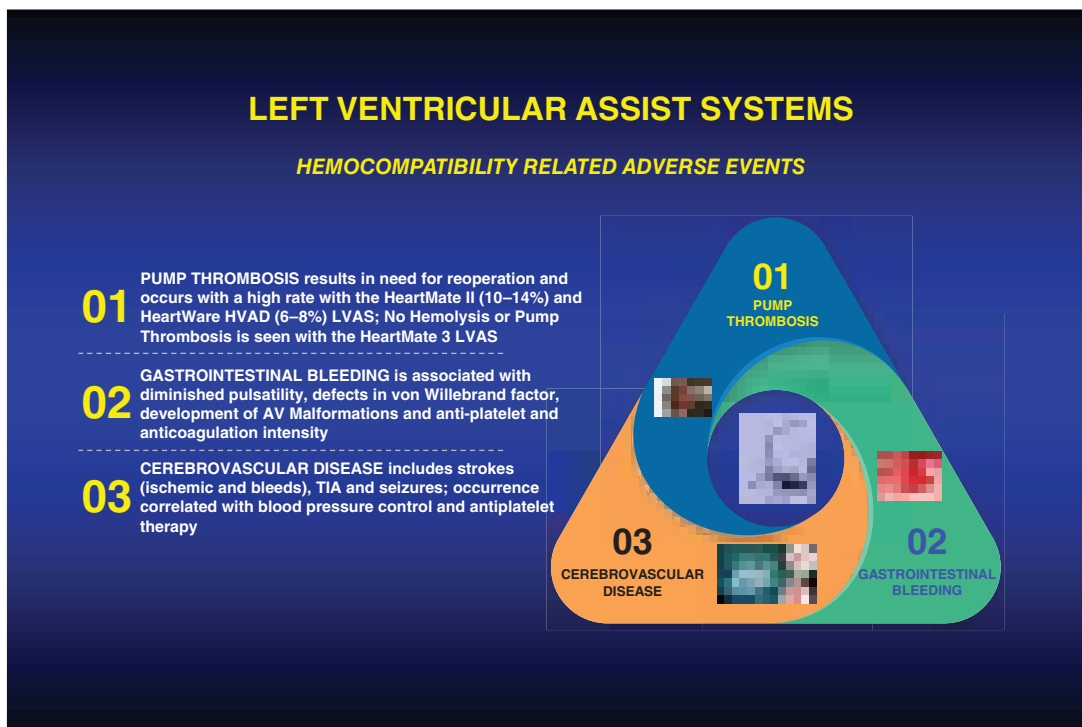 LEFT VENTRICULAR ASSIST SYSTEMS
HEMOCOMPATIBILITY RELATED ADVERSE EVENTS
01
PUMP THROMBOSIS results in need for reoperation and
occurs with a high rate with the HeartMate II (10–14%) and
HeartWare HVAD (6–8%) LVAS; No Hemolysis or Pump
Thrombosis is seen with the HeartMate 3 LVAS
02
GASTROINTESTINAL BLEEDING is associated with
diminished pulsatility, defects in von Willebrand factor,
development of AV Malformations and anti-platelet and
anticoagulation intensity
03
CEREBROVASCULAR DISEASE includes strokes
(ischemic and bleeds), TIA and seizures; occurrence
correlated with blood pressure control and antiplatelet
therapy
01
PUMP
THROMBOSIS
03
CEREBROVASCULAR
DISEASE
02
GASTROINTESTINAL
BLEEDING